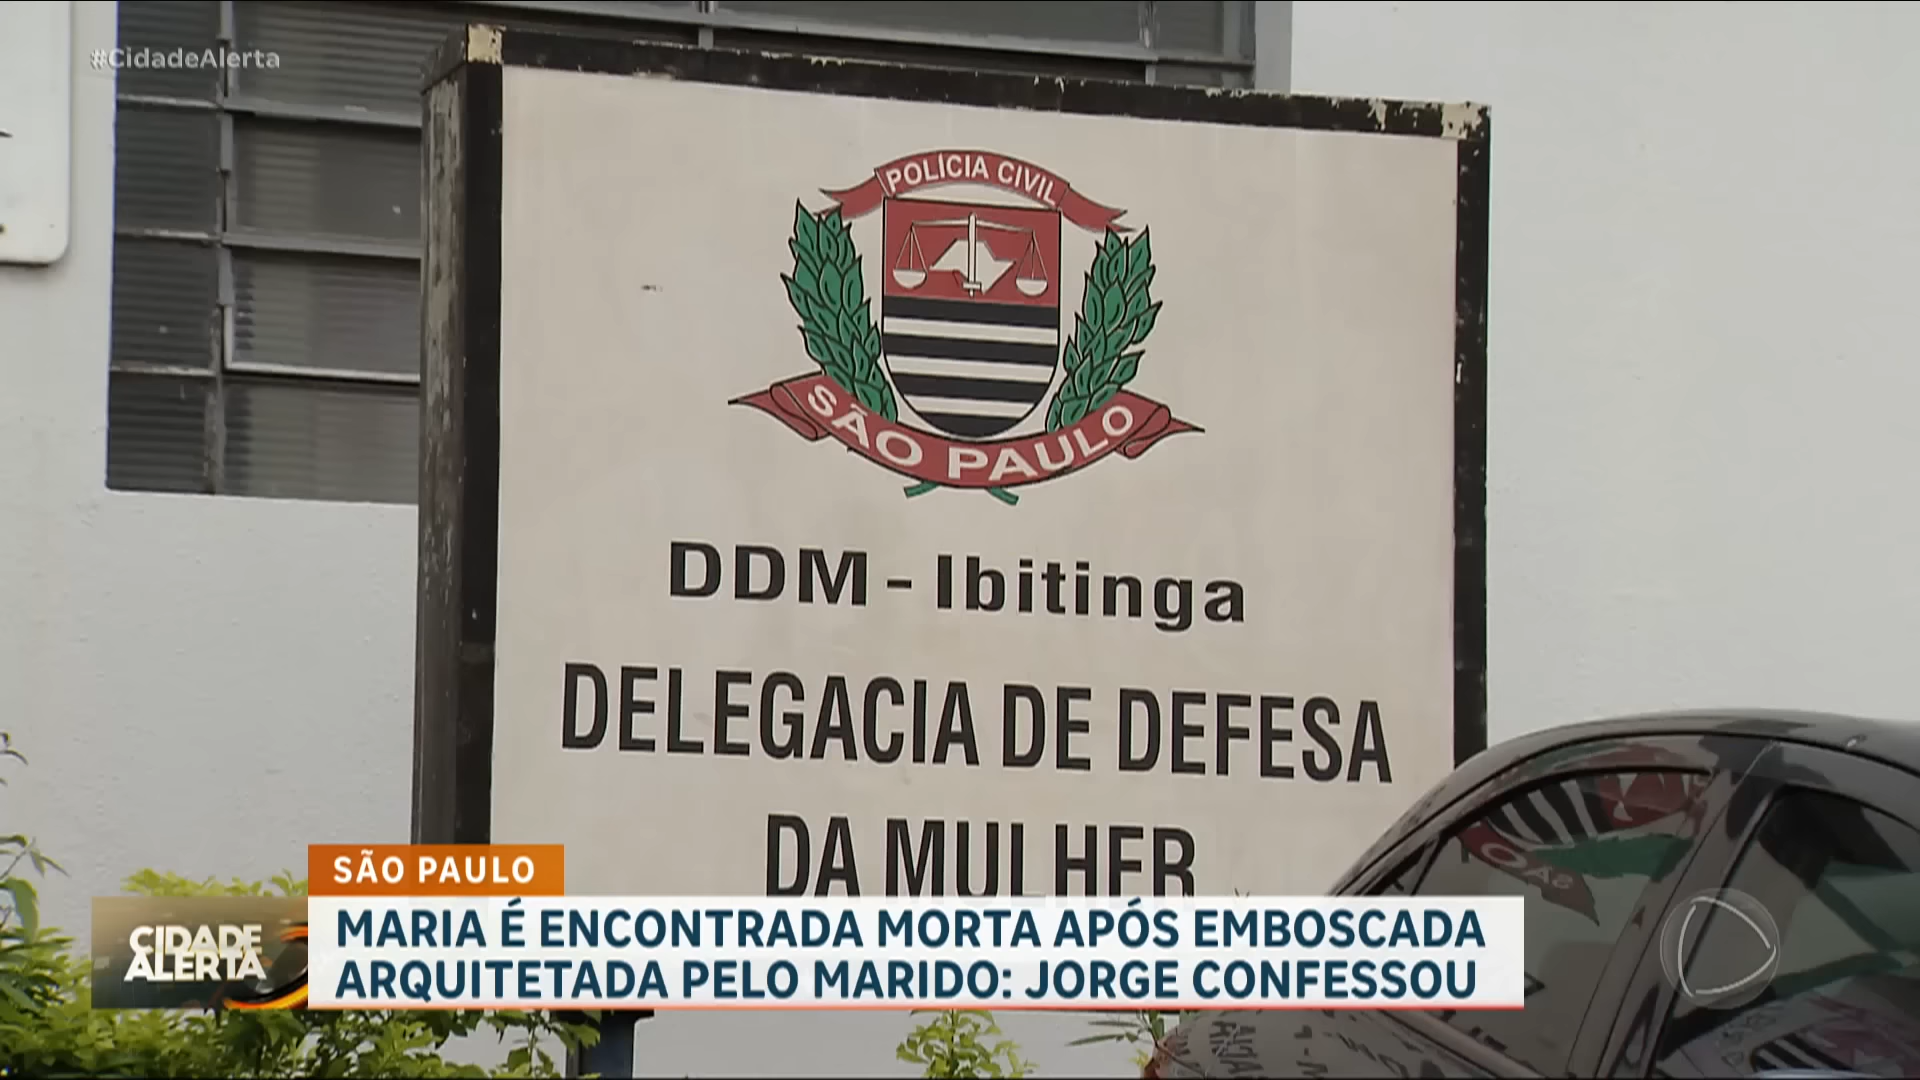 #CidadeAlerta
POLÍCIA CIVIL
SÃO PAULO
DDM - Ibitinga
DELEGACIA DE DEFESA
DA MULHER
SÃO PAULO
CIDADE
ALERTA
MARIA É ENCONTRADA MORTA APÓS EMBOSCADA
ARQUITETADA PELO MARIDO: JORGE CONFESSOU